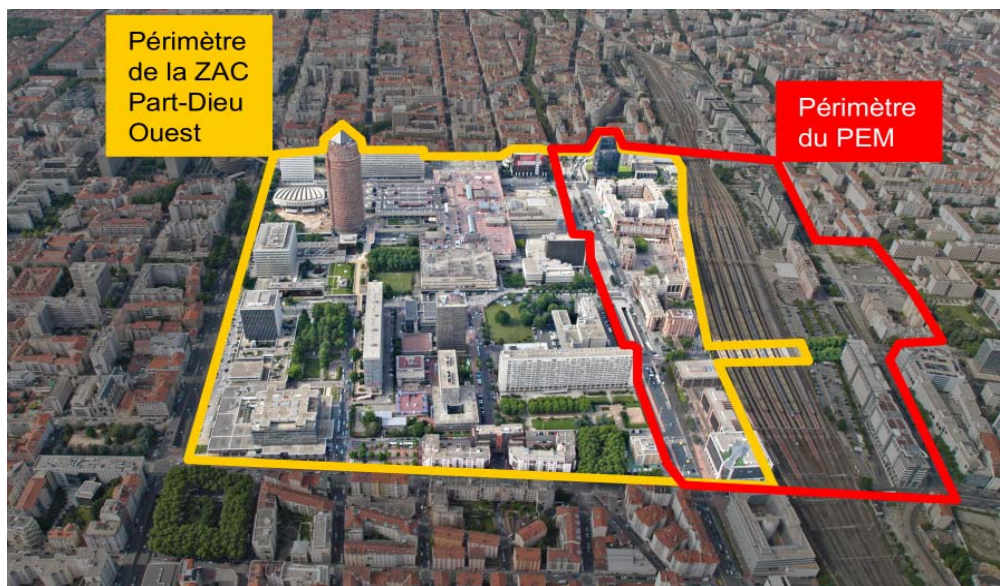 Périmètre
de la ZAC
Part-Dieu
Ouest
Périmètre
du PEM